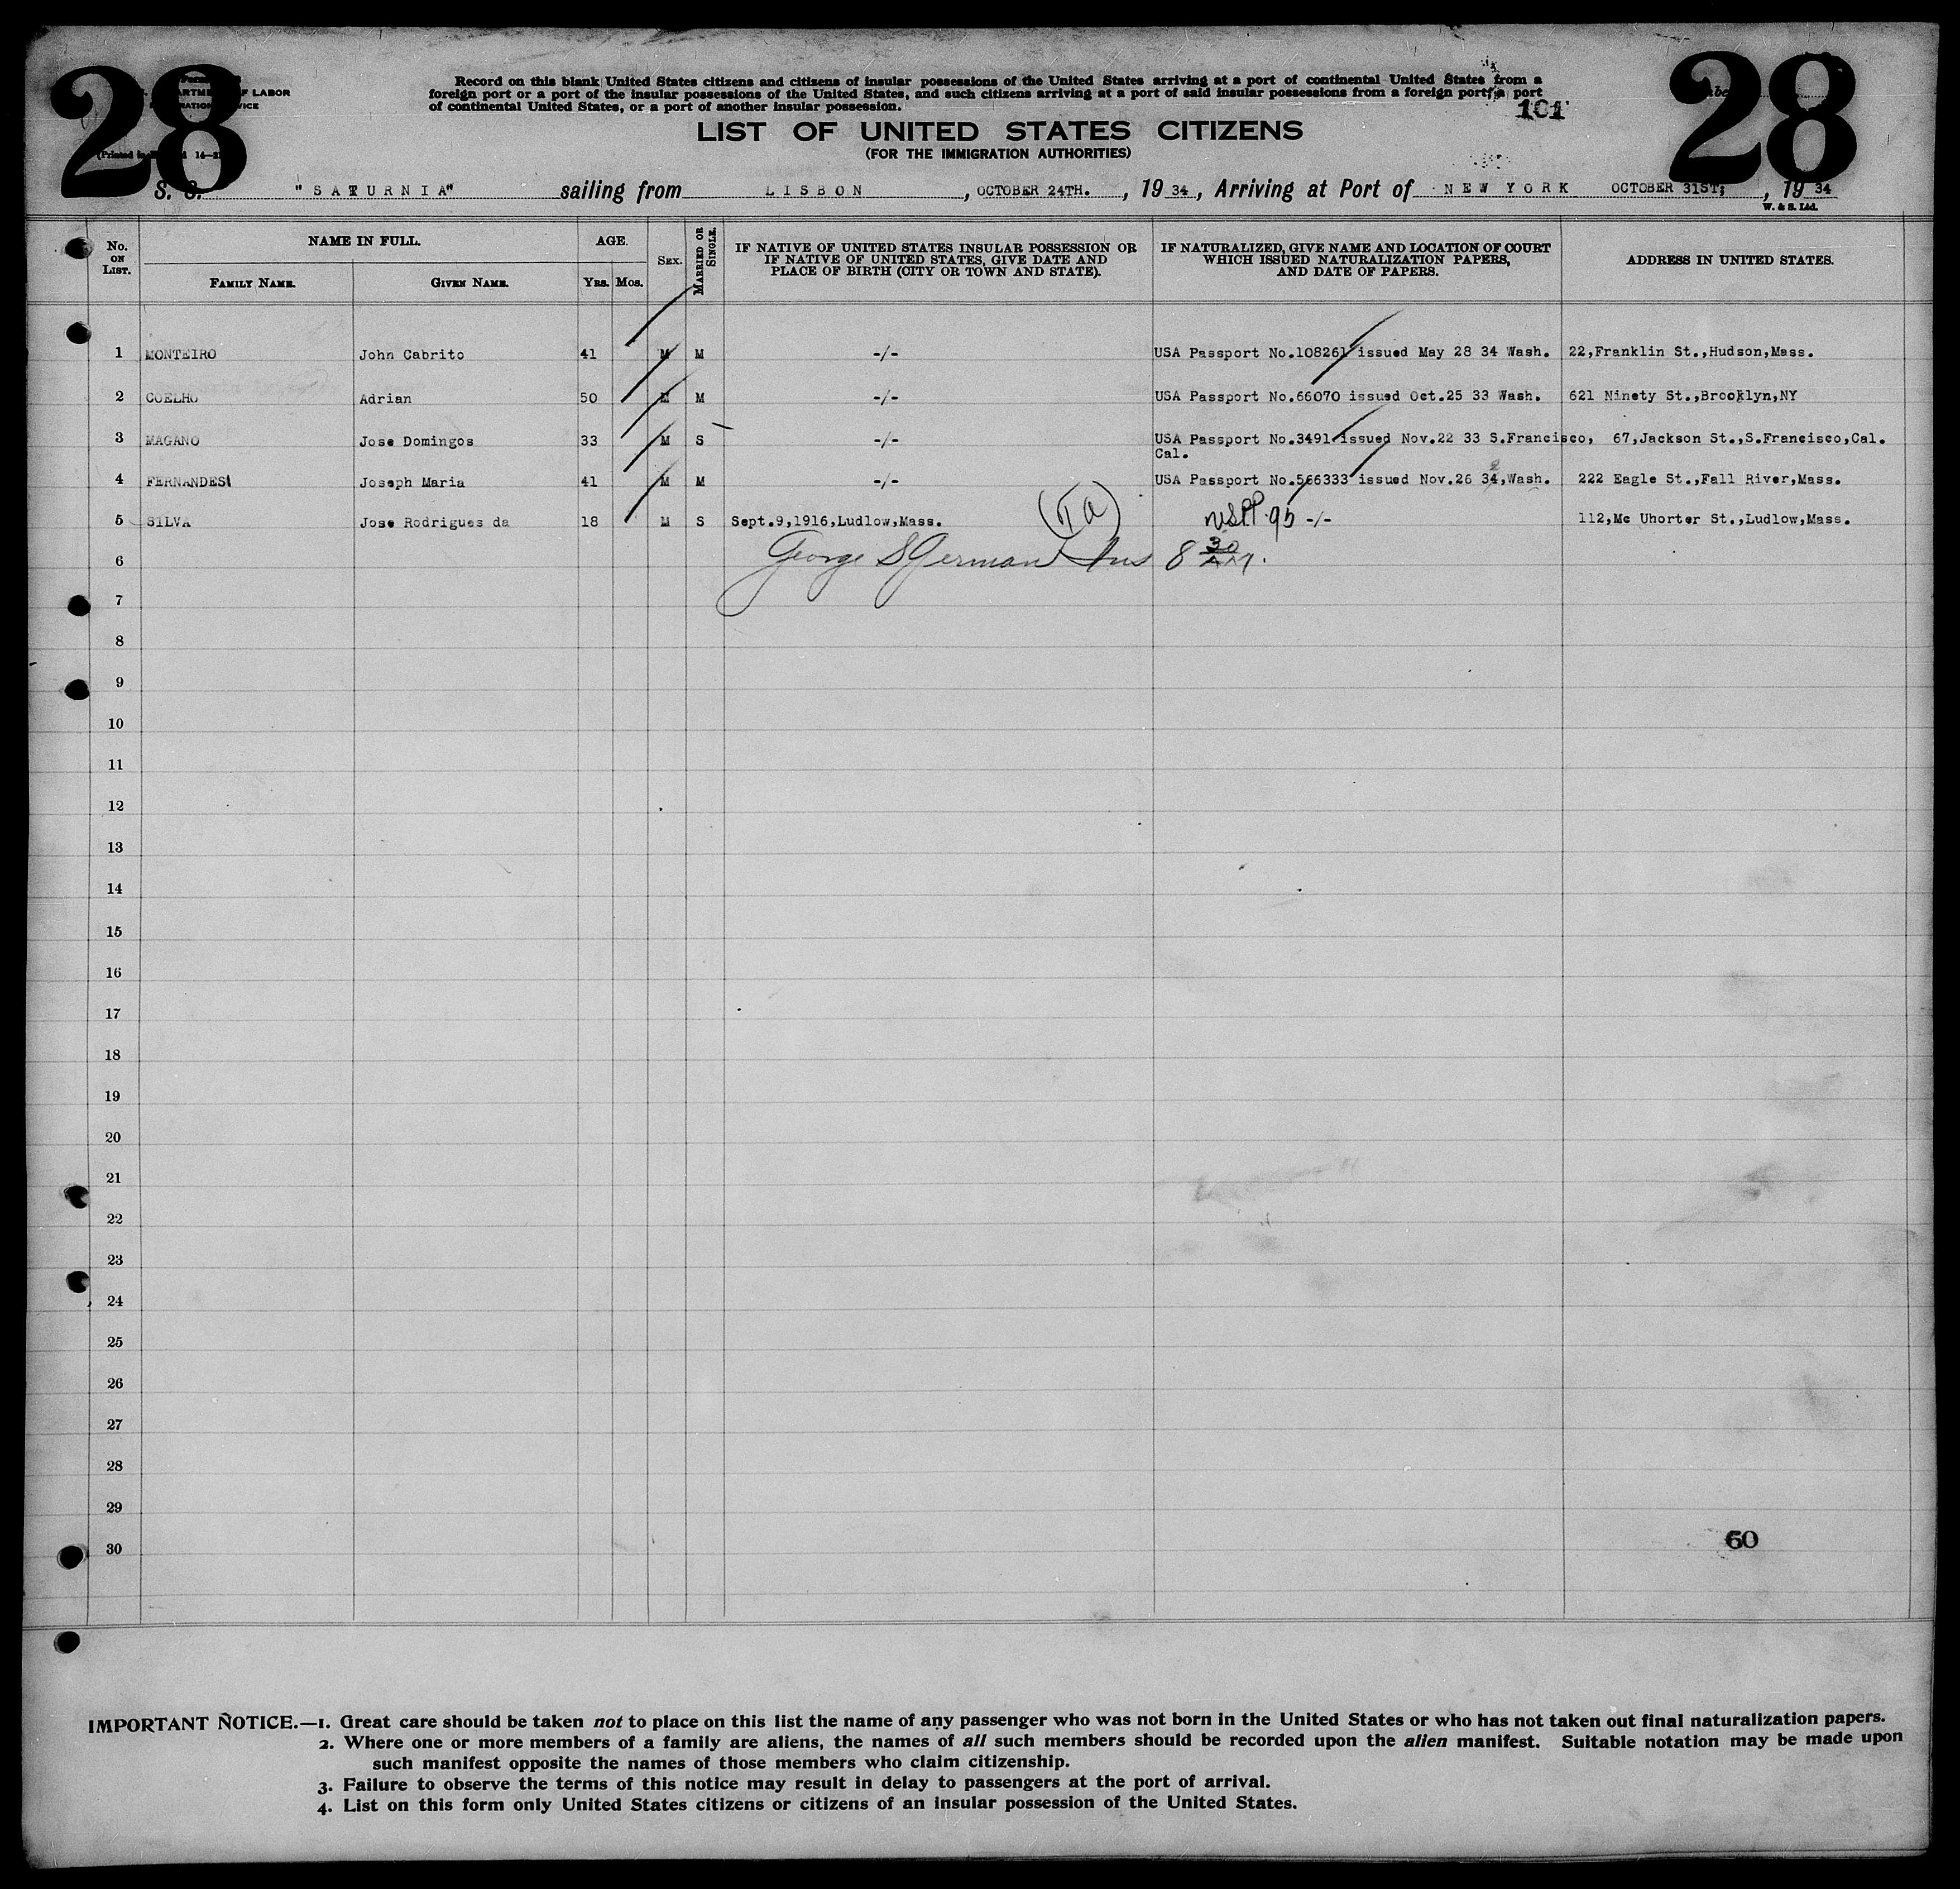 28
28
F LABOR
VICE
Record on this blank United States citizens and citizens of insular possessions of the United States arriving at a port of continental United States from a
foreign port or a port of the insular possessions of the United States, and such citizens arriving at a port of said insular possessions from a foreign port, a port
of continental United States, or a port of another insular possession.
101
LIST OF UNITED STATES CITIZENS
(FOR THE IMMIGRATION AUTHORITIES)
S. S. "SATURNIA" sailing from LISBON, OCTOBER 24TH., 1934, Arriving at Port of NEW YORK OCTOBER 31ST; , 1934
W. & S. Ltd.
No. ON LIST. NAME IN FULL. AGE. SEX. MARRIED OR SINGLE. IF NATIVE OF UNITED STATES INSULAR POSSESSION OR IF NATIVE OF UNITED STATES, GIVE DATE AND PLACE OF BIRTH (CITY OR TOWN AND STATE). IF NATURALIZED, GIVE NAME AND LOCATION OF COURT WHICH ISSUED NATURALIZATION PAPERS, AND DATE OF PAPERS. ADDRESS IN UNITED STATES.
FAMILY NAME. GIVEN NAME. YRS. MOS.
1 MONTEIRO John Cabrito 41 M M -/- USA Passport No.108261 issued May 28 34 Wash. 22,Franklin St.,Hudson,Mass.
2 COELHO Adrian 50 M M -/- USA Passport No.66070 issued Oct.25 33 Wash. 621 Ninety St.,Brooklyn,NY
3 MAGANO Jose Domingos 33 M S -/- USA Passport No.3491 issued Nov.22 33 S.Francisco, 67,Jackson St.,S.Francisco,Cal.
Cal.
4 FERNANDES Joseph Maria 41 M M -/- USA Passport No.566333 issued Nov.26 34,Wash. 222 Eagle St.,Fall River,Mass.
2
5 SILVA Jose Rodrigues da 18 M S Sept.9,1916,Ludlow,Mass. -/- 112,Mc Uhorter St.,Ludlow,Mass.
6 George S German Ins 8 30 AM.
7
8
9
10
11
12
13
14
15
16
17
18
19
20
21
22
23
24
25
26
27
28
29
30
60
IMPORTANT NOTICE.—1. Great care should be taken not to place on this list the name of any passenger who was not born in the United States or who has not taken out final naturalization papers.
2. Where one or more members of a family are aliens, the names of all such members should be recorded upon the alien manifest. Suitable notation may be made upon
such manifest opposite the names of those members who claim citizenship.
3. Failure to observe the terms of this notice may result in delay to passengers at the port of arrival.
4. List on this form only United States citizens or citizens of an insular possession of the United States.